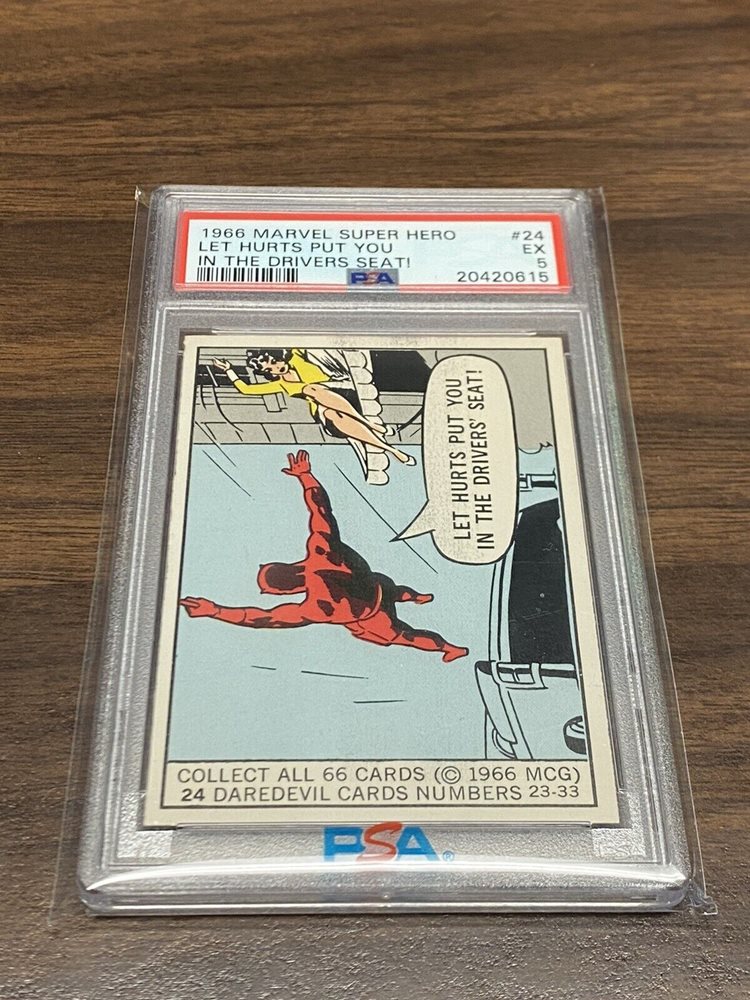 1966 MARVEL SUPER HERO #24
LET HURTS PUT YOU EX
IN THE DRIVERS SEAT! 5
PSA 20420615
LET HURTS PUT YOU
IN THE DRIVERS' SEAT!
COLLECT ALL 66 CARDS (© 1966 MCG)
24 DAREDEVIL CARDS NUMBERS 23-33
PSA®